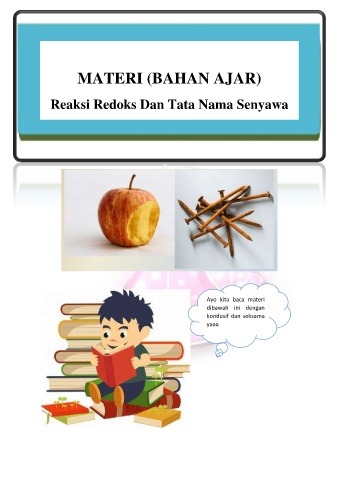 MATERI (BAHAN AJAR)
Reaksi Redoks Dan Tata Nama Senyawa
Ayo kita baca materi
dibawah ini dengan
kondusif dan seksama
yaaa